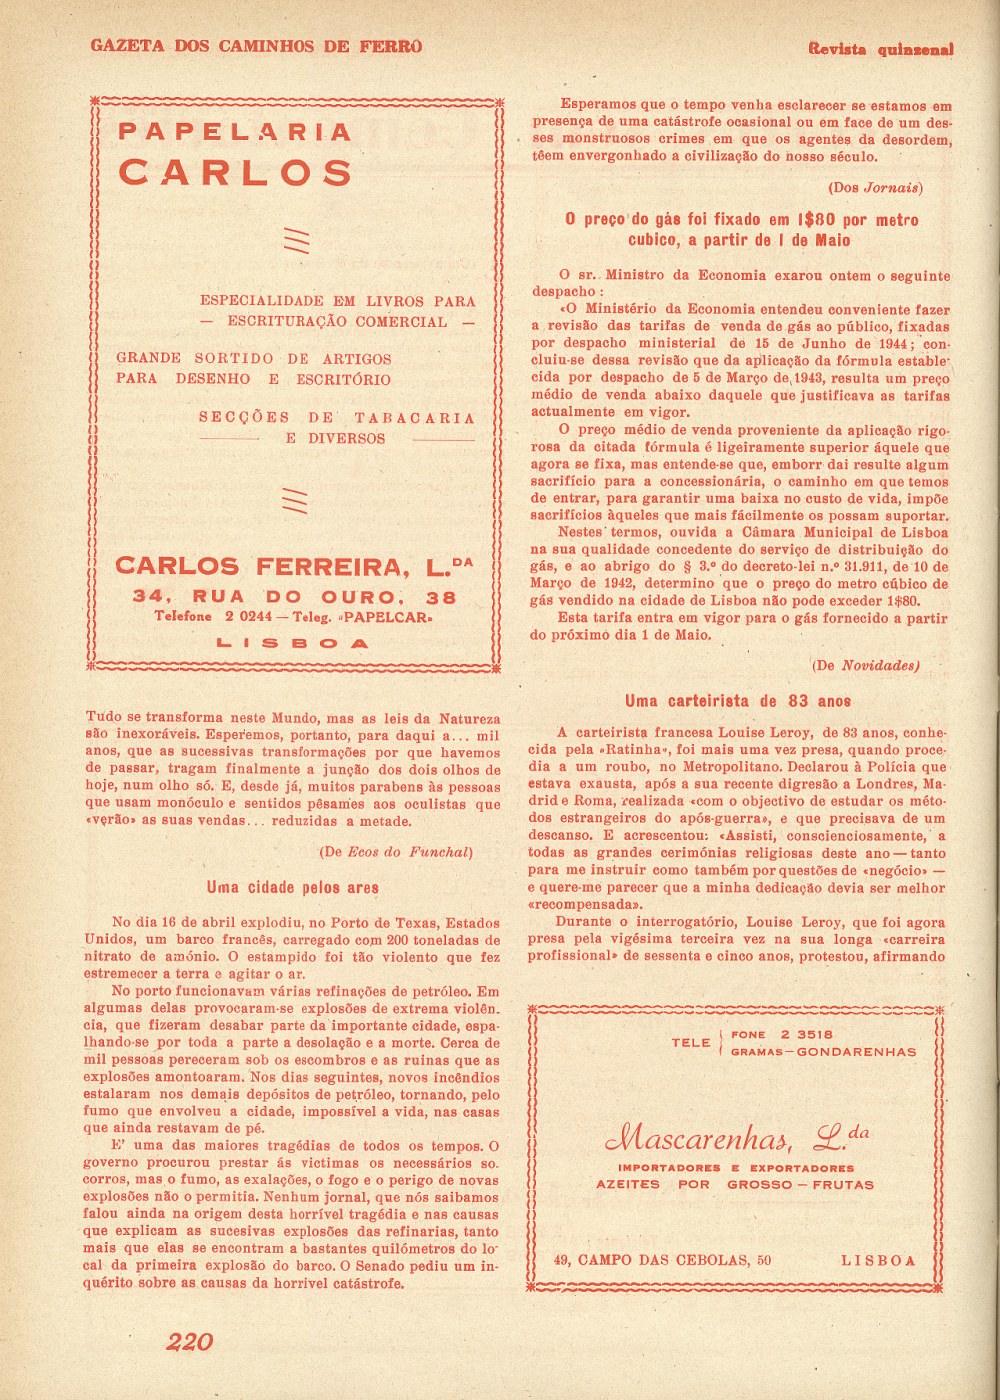 GAZETA DOS CAMINHOS DE FERRO
Revista quinzenal
PAPELARIA
CARLOS
ESPECIALIDADE EM LIVROS PARA
— ESCRITURAÇÃO COMERCIAL —
GRANDE SORTIDO DE ARTIGOS
PARA DESENHO E ESCRITÓRIO
SECÇÕES DE TABACARIA
E DIVERSOS
CARLOS FERREIRA, L.DA
34, RUA DO OURO, 38
Telefone 2 0244 — Teleg. «PAPELCAR»
LISBOA
Tudo se transforma neste Mundo, mas as leis da Natureza
são inexoráveis. Esperemos, portanto, para daqui a... mil
anos, que as sucessivas transformações por que havemos
de passar, tragam finalmente a junção dos dois olhos de
hoje, num olho só. E, desde já, muitos parabens às pessoas
que usam monóculo e sentidos pêsames aos oculistas que
«verão» as suas vendas... reduzidas a metade.
(De Ecos do Funchal)
Uma cidade pelos ares
No dia 16 de abril explodiu, no Porto de Texas, Estados
Unidos, um barco francês, carregado com 200 toneladas de
nitrato de amónio. O estampido foi tão violento que fez
estremecer a terra e agitar o ar.
No porto funcionavam várias refinações de petróleo. Em
algumas delas provocaram-se explosões de extrema violên.
cia, que fizeram desabar parte da importante cidade, espa-
lhando-se por toda a parte a desolação e a morte. Cerca de
mil pessoas pereceram sob os escombros e as ruinas que as
explosões amontoaram. Nos dias seguintes, novos incêndios
estalaram nos demais depósitos de petróleo, tornando, pelo
fumo que envolveu a cidade, impossível a vida, nas casas
que ainda restavam de pé.
E' uma das maiores tragédias de todos os tempos. O
governo procurou prestar ás victimas os necessários so.
corros, mas o fumo, as exalações, o fogo e o perigo de novas
explosões não o permitia. Nenhum jornal, que nós saibamos
falou ainda na origem desta horrível tragédia e nas causas
que explicam as sucesivas explosões das refinarias, tanto
mais que elas se encontram a bastantes quilómetros do lo-
cal da primeira explosão do barco. O Senado pediu um in-
quérito sobre as causas da horrivel catástrofe.
Esperamos que o tempo venha esclarecer se estamos em
presença de uma catástrofe ocasional ou em face de um des-
ses monstruosos crimes em que os agentes da desordem,
têem envergonhado a civilização do nosso século.
(Dos Jornais)
O preço do gás foi fixado em 1$80 por metro
cubico, a partir de 1 de Maio
O sr. Ministro da Economia exarou ontem o seguinte
despacho:
«O Ministério da Economia entendeu conveniente fazer
a revisão das tarifas de venda de gás ao público, fixadas
por despacho ministerial de 15 de Junho de 1944; con-
cluiu-se dessa revisão que da aplicação da fórmula estable-
cida por despacho de 5 de Março de 1943, resulta um preço
médio de venda abaixo daquele que justificava as tarifas
actualmente em vigor.
O preço médio de venda proveniente da aplicação rigo-
rosa da citada fórmula é ligeiramente superior áquele que
agora se fixa, mas entende-se que, emborr dai resulte algum
sacrifício para a concessionária, o caminho em que temos
de entrar, para garantir uma baixa no custo de vida, impõe
sacrifícios àqueles que mais fácilmente os possam suportar.
Nestes termos, ouvida a Câmara Municipal de Lisboa
na sua qualidade concedente do serviço de distribuição do
gás, e ao abrigo do § 3.º do decreto-lei n.º 31.911, de 10 de
Março de 1942, determino que o preço do metro cúbico de
gás vendido na cidade de Lisboa não pode exceder 1$80.
Esta tarifa entra em vigor para o gás fornecido a partir
do próximo dia 1 de Maio.
(De Novidades)
Uma carteirista de 83 anos
A carteirista francesa Louise Leroy, de 83 anos, conhe-
cida pela «Ratinha», foi mais uma vez presa, quando proce-
dia a um roubo, no Metropolitano. Declarou à Polícia que
estava exausta, após a sua recente digresão a Londres, Ma-
drid e Roma, realizada «com o objectivo de estudar os méto-
dos estrangeiros do após-guerra», e que precisava de um
descanso. E acrescentou: «Assisti, conscienciosamente, a
todas as grandes cerimónias religiosas deste ano — tanto
para me instruir como também por questões de «negócio» —
e quere-me parecer que a minha dedicação devia ser melhor
«recompensada».
Durante o interrogatório, Louise Leroy, que foi agora
presa pela vigésima terceira vez na sua longa «carreira
profissional» de sessenta e cinco anos, protestou, afirmando
TELE { FONE 2 3518
GRAMAS—GONDARENHAS
Mascarenhas, L.da
IMPORTADORES E EXPORTADORES
AZEITES POR GROSSO — FRUTAS
49, CAMPO DAS CEBOLAS, 50 LISBOA
220